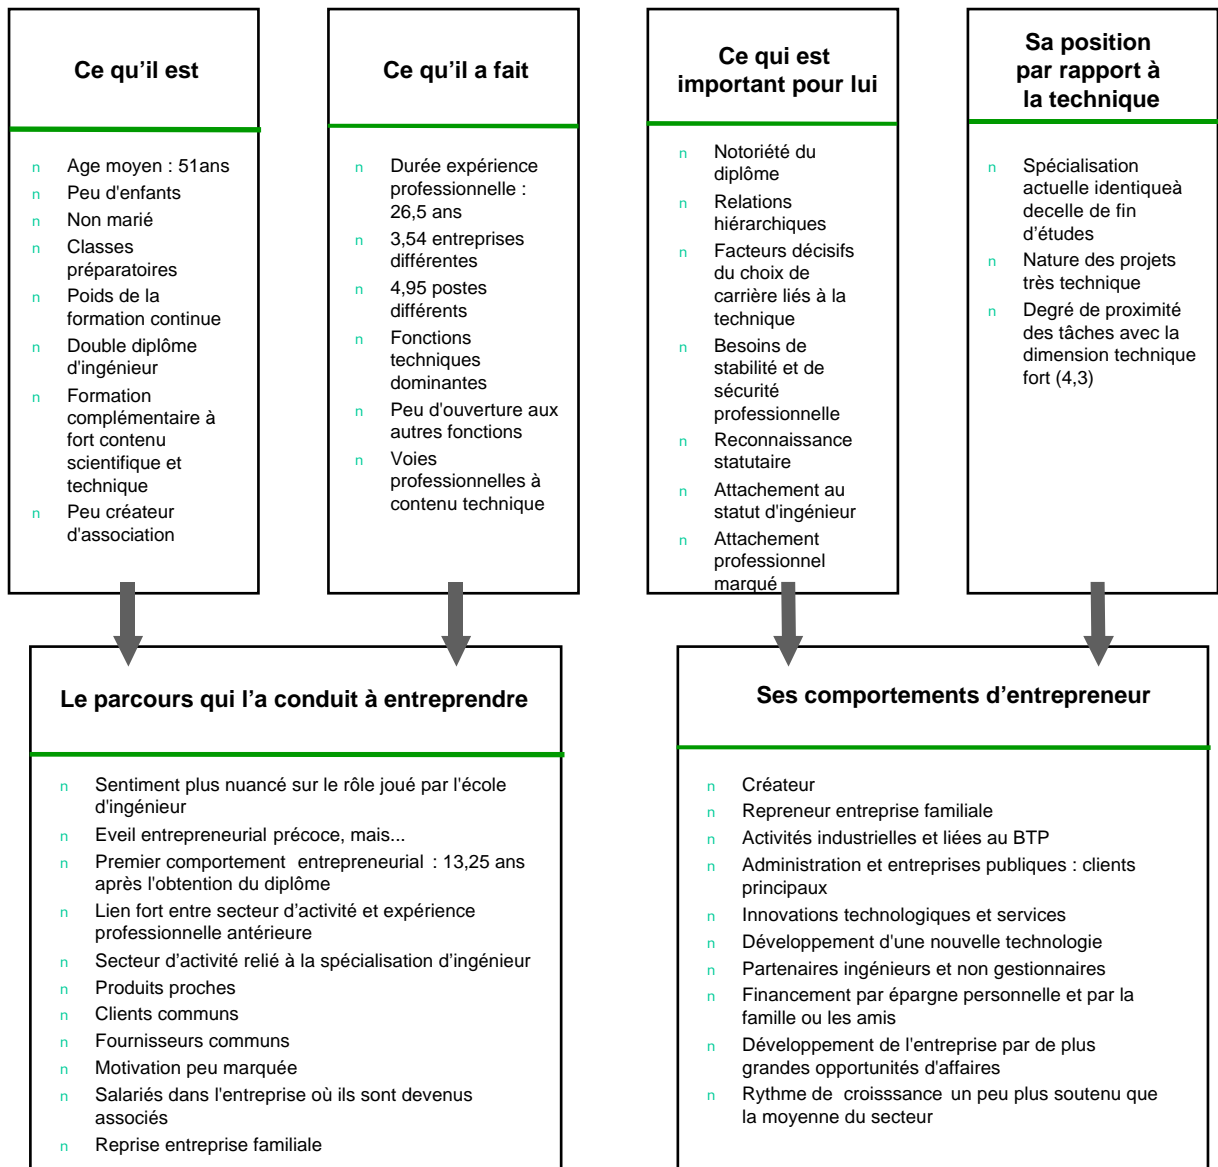 Ce qu'il est
n Age moyen : 51ans
n Peu d'enfants
n Non marié
n Classes
préparatoires
n Poids de la
formation continue
n Double diplôme
d'ingénieur
n Formation
complémentaire à
fort contenu
scientifique et
technique
n Peu créateur
d'association
Ce qu'il a fait
n Durée expérience
professionnelle :
26,5 ans
n 3,54 entreprises
différentes
n 4,95 postes
différents
n Fonctions
techniques
dominantes
n Peu d'ouverture aux
autres fonctions
n Voies
professionnelles à
contenu technique
Ce qui est
important pour lui
n Notoriété du
diplôme
n Relations
hiérarchiques
n Facteurs décisifs
du choix de
carrière liés à la
technique
n Besoins de
stabilité et de
sécurité
professionnelle
n Reconnaissance
statutaire
n Attachement au
statut d'ingénieur
n Attachement
professionnel
marqué
Sa position
par rapport à
la technique
n Spécialisation
actuelle identiqueà
decelle de fin
d'études
n Nature des projets
très technique
n Degré de proximité
des tâches avec la
dimension technique
fort (4,3)
Le parcours qui l'a conduit à entreprendre
n Sentiment plus nuancé sur le rôle joué par l'école
d'ingénieur
n Eveil entrepreneurial précoce, mais...
n Premier comportement entrepreneurial : 13,25 ans
après l'obtention du diplôme
n Lien fort entre secteur d'activité et expérience
professionnelle antérieure
n Secteur d'activité relié à la spécialisation d'ingénieur
n Produits proches
n Clients communs
n Fournisseurs communs
n Motivation peu marquée
n Salariés dans l'entreprise où ils sont devenus
associés
n Reprise entreprise familiale
Ses comportements d'entrepreneur
n Créateur
n Repreneur entreprise familiale
n Activités industrielles et liées au BTP
n Administration et entreprises publiques : clients
principaux
n Innovations technologiques et services
n Développement d'une nouvelle technologie
n Partenaires ingénieurs et non gestionnaires
n Financement par épargne personnelle et par la
famille ou les amis
n Développement de l'entreprise par de plus
grandes opportunités d'affaires
n Rythme de croisssance un peu plus soutenu que
la moyenne du secteur